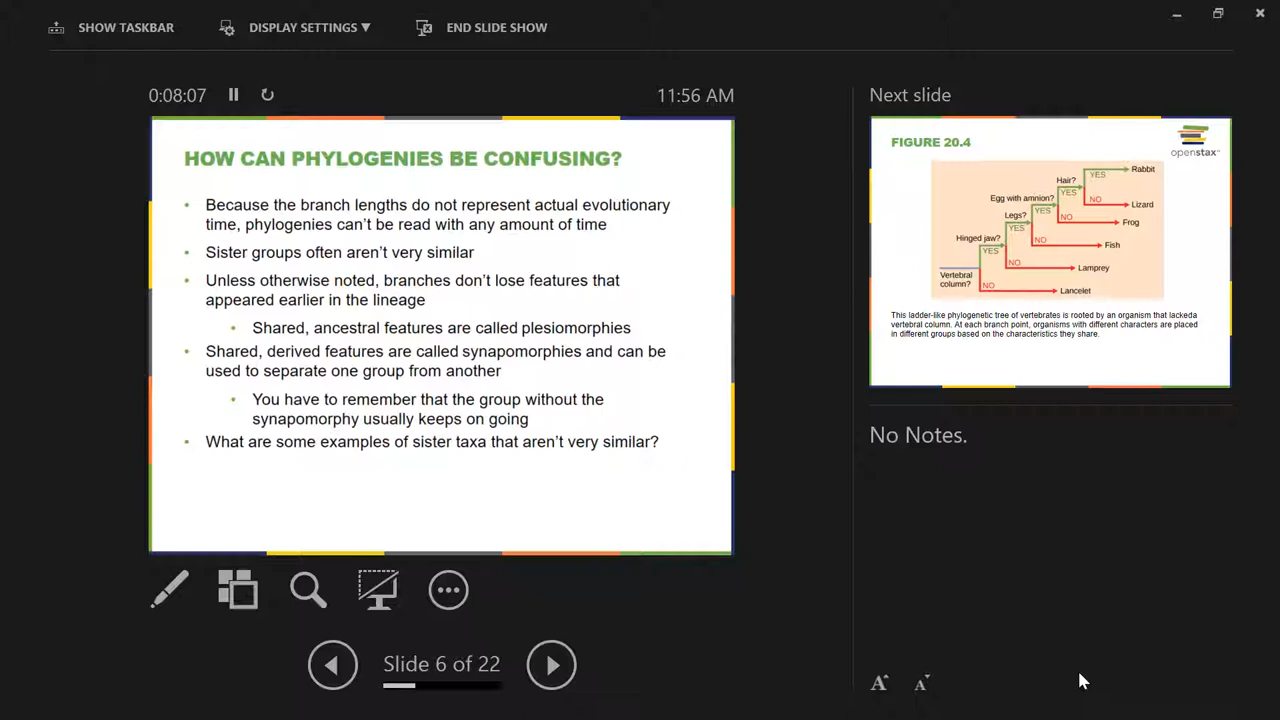 SHOW TASKBAR
DISPLAY SETTINGS ▼
END SLIDE SHOW
0:08:07
11:56 AM
HOW CAN PHYLOGENIES BE CONFUSING?
• Because the branch lengths do not represent actual evolutionary
time, phylogenies can’t be read with any amount of time
• Sister groups often aren’t very similar
• Unless otherwise noted, branches don’t lose features that
appeared earlier in the lineage
• Shared, ancestral features are called plesiomorphies
• Shared, derived features are called synapomorphies and can be
used to separate one group from another
• You have to remember that the group without the
synapomorphy usually keeps on going
• What are some examples of sister taxa that aren’t very similar?
Slide 6 of 22
Next slide
FIGURE 20.4
openstax™
Hair?
YES
Rabbit
Egg with amnion?
YES
NO
Lizard
Legs?
YES
NO
Frog
Hinged jaw?
YES
NO
Fish
Vertebral
column?
YES
NO
Lamprey
NO
Lancelet
This ladder-like phylogenetic tree of vertebrates is rooted by an organism that lackeda
vertebral column. At each branch point, organisms with different characters are placed
in different groups based on the characteristics they share.
No Notes.
A A